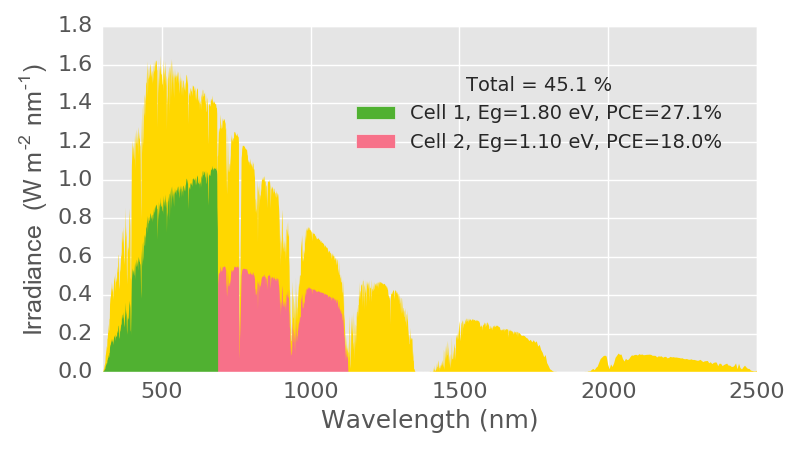 1.8
1.6
1.4
1.2
1.0
0.8
0.6
0.4
0.2
0.0
Irradiance (W m-2 nm-1)
Total = 45.1 %
Cell 1, Eg=1.80 eV, PCE=27.1%
Cell 2, Eg=1.10 eV, PCE=18.0%
500 1000 1500 2000 2500
Wavelength (nm)